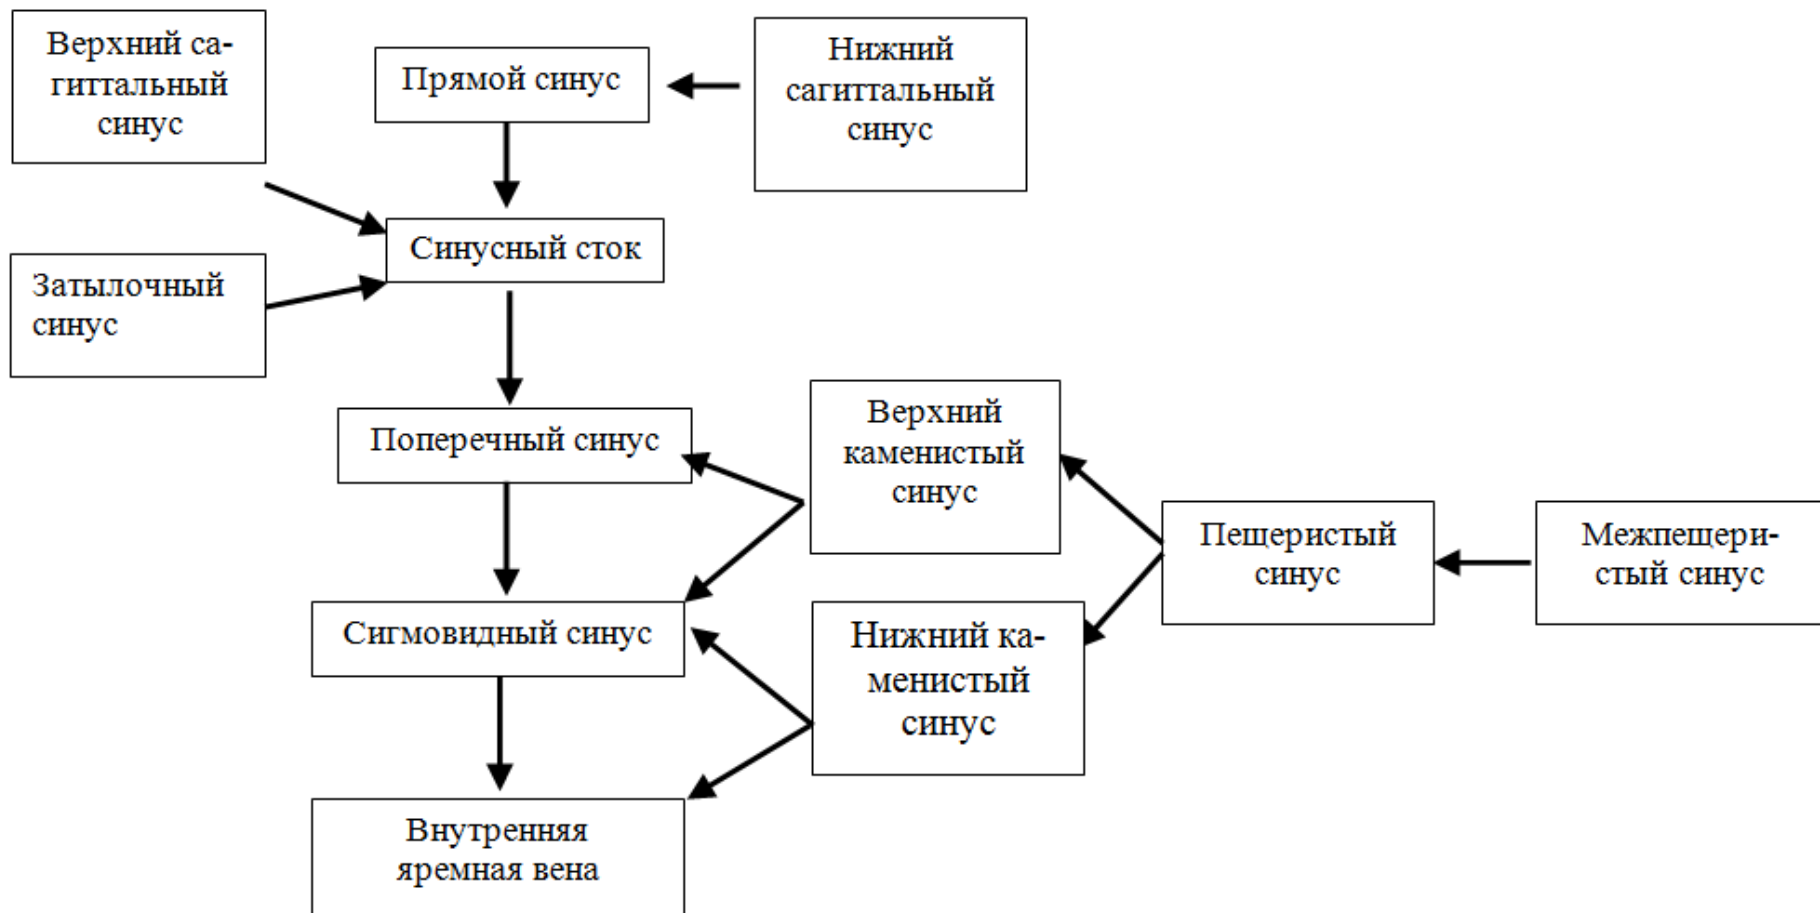 Верхний са-
гиттальный
синус
Прямой синус
Нижний
сагиттальный
синус
Синусный сток
Затылочный
синус
Поперечный синус
Верхний
каменистый
синус
Пещеристый
синус
Межпещери-
стый синус
Сигмовидный синус
Нижний ка-
менистый
синус
Внутренняя
яремная вена